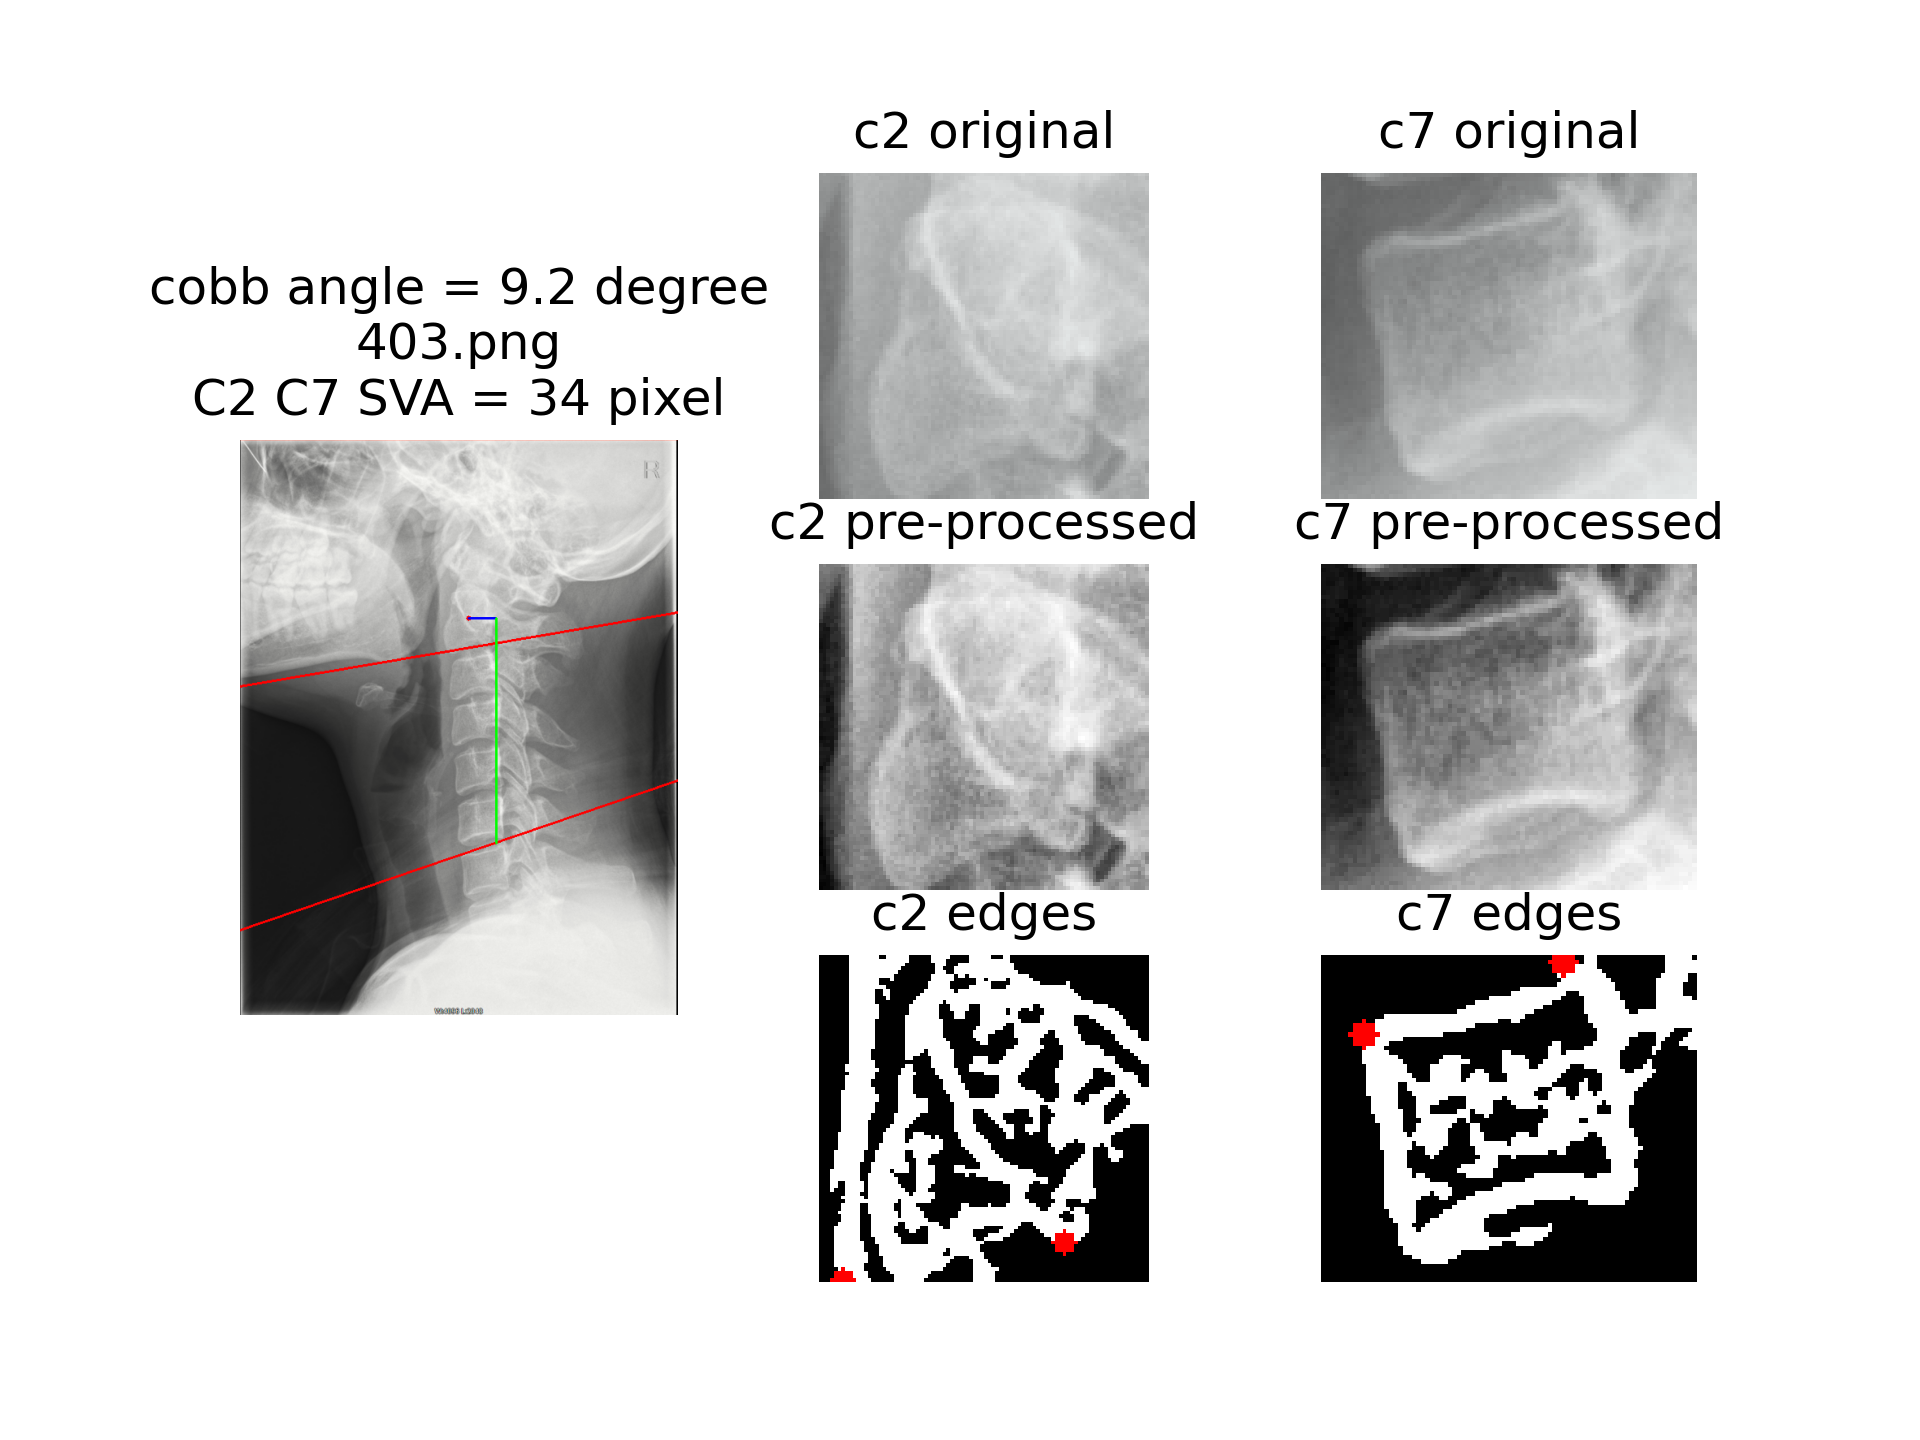 cobb angle = 9.2 degree
403.png
C2 C7 SVA = 34 pixel
R
c2 original
c7 original
c2 pre-processed
c7 pre-processed
c2 edges
c7 edges